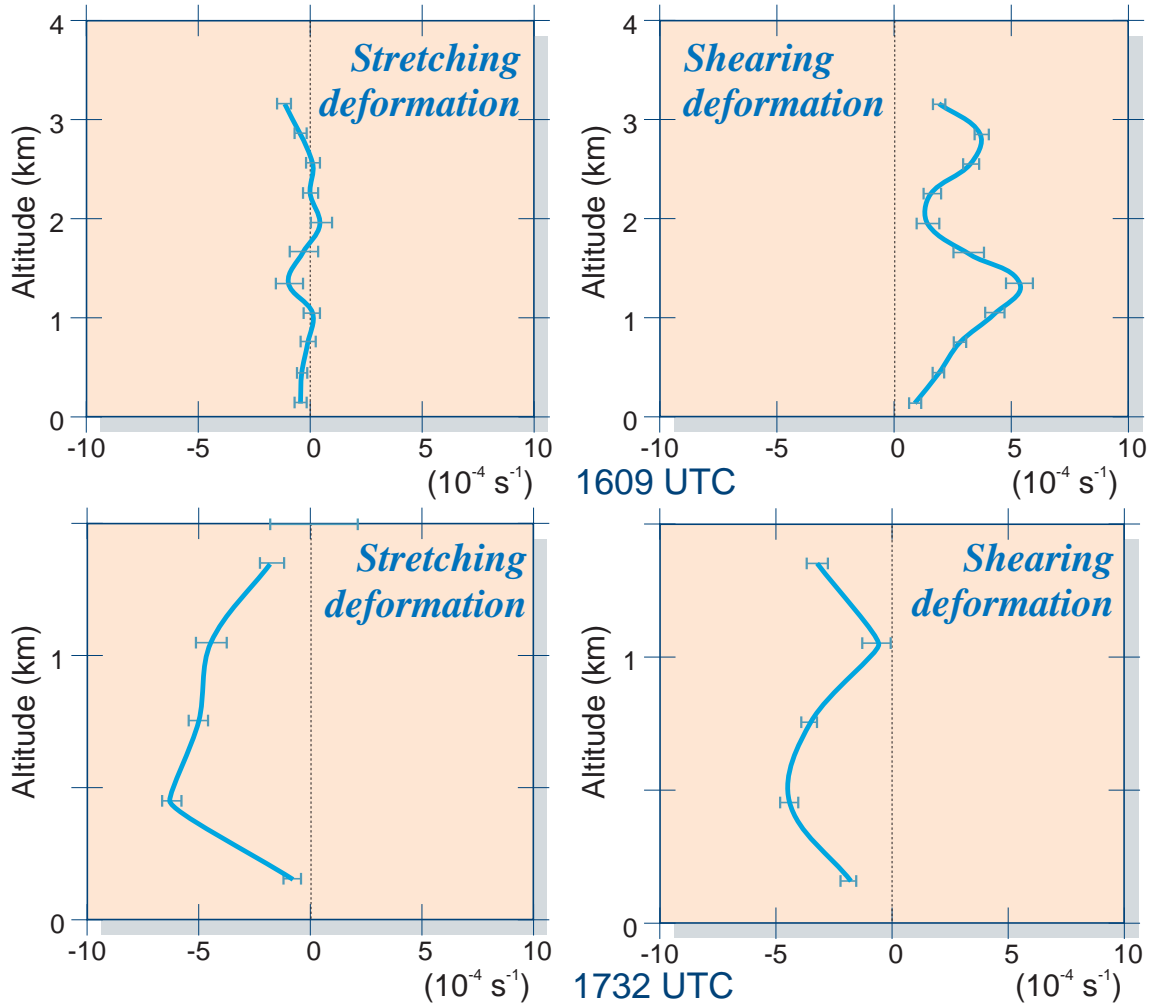 4
3
2
1
0
Altitude (km)
Stretching
deformation
-10
-5
0
5
10
(10⁻⁴ s⁻¹)
4
3
2
1
0
Altitude (km)
Shearing
deformation
-10
-5
0
5
10
(10⁻⁴ s⁻¹)
1609 UTC
1
0
Altitude (km)
Stretching
deformation
-10
-5
0
5
10
(10⁻⁴ s⁻¹)
1
0
Altitude (km)
Shearing
deformation
-10
-5
0
5
10
(10⁻⁴ s⁻¹)
1732 UTC